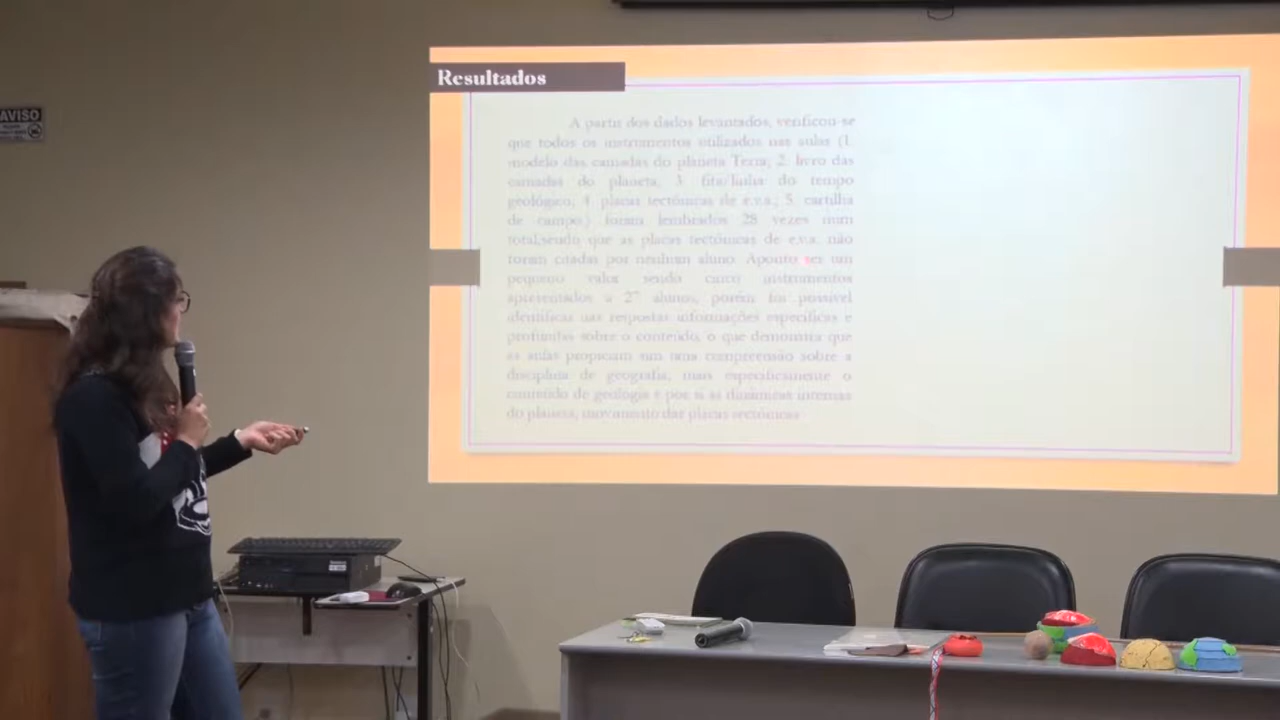 AVISO
Resultados
A partir dos dados levantados, verificou-se
que todos os instrumentos utilizados nas aulas (1.
modelo das camadas do planeta Terra; 2. livro das
camadas do planeta; 3. fita/linha do tempo
geológico; 4. placas tectônicas de e.v.a.; 5. cartilha
de campo.) foram lembrados 28 vezes num
total,sendo que as placas tectônicas de e.v.a. não
foram citadas por nenhum aluno. Aponto ser um
pequeno valor sendo cinco instrumentos
apresentados a 27 alunos, porém foi possível
identificar nas respostas informações específicas e
profundas sobre o conteúdo, o que demonstra que
as aulas propiciam sim uma compreensão sobre a
disciplina de geografia, mais especificamente o
conteúdo de geologia e por si as dinâmicas internas
do planeta, movimento das placas tectônicas